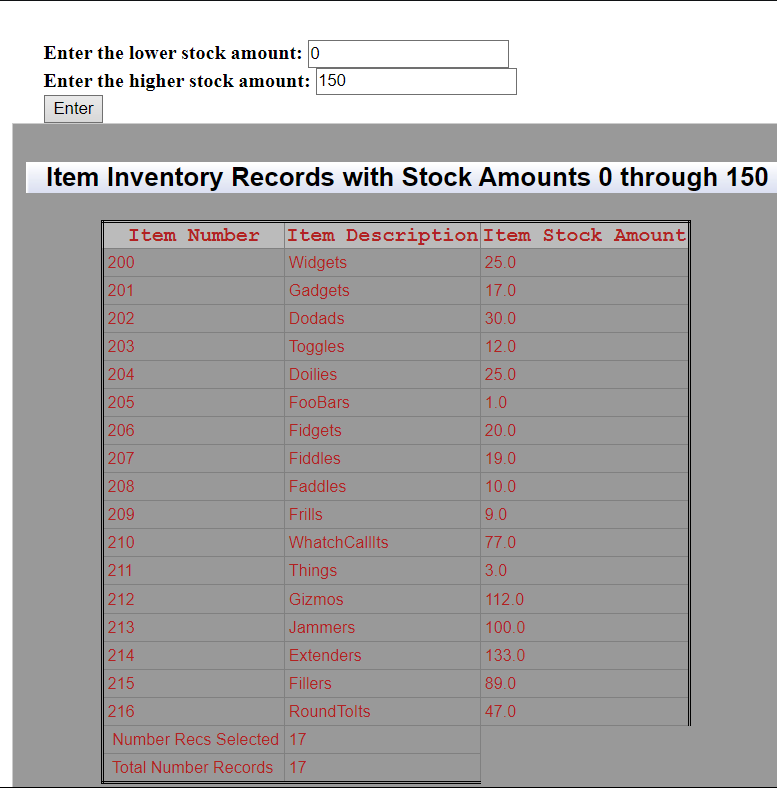 Enter the lower stock amount: 0
Enter the higher stock amount: 150
Enter
Item Inventory Records with Stock Amounts 0 through 150
Item Number Item Description Item Stock Amount
200 Widgets 25.0
201 Gadgets 17.0
202 Dodads 30.0
203 Toggles 12.0
204 Doilies 25.0
205 FooBars 1.0
206 Fidgets 20.0
207 Fiddles 19.0
208 Faddles 10.0
209 Frills 9.0
210 WhatchCallIts 77.0
211 Things 3.0
212 Gizmos 112.0
213 Jammers 100.0
214 Extenders 133.0
215 Fillers 89.0
216 RoundToIts 47.0
Number Recs Selected 17
Total Number Records 17